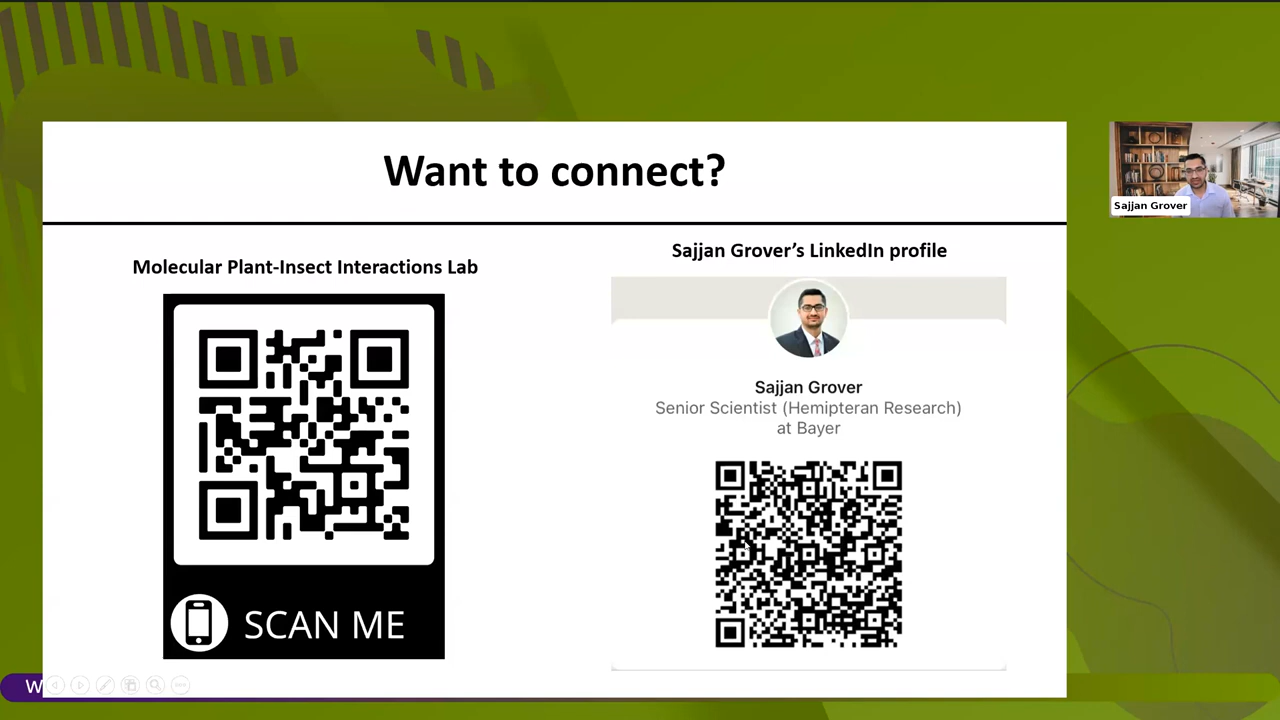 Want to connect?
Molecular Plant-Insect Interactions Lab
SCAN ME
Sajjan Grover's LinkedIn profile
Sajjan Grover
Senior Scientist (Hemipteran Research)
at Bayer
Sajjan Grover
W